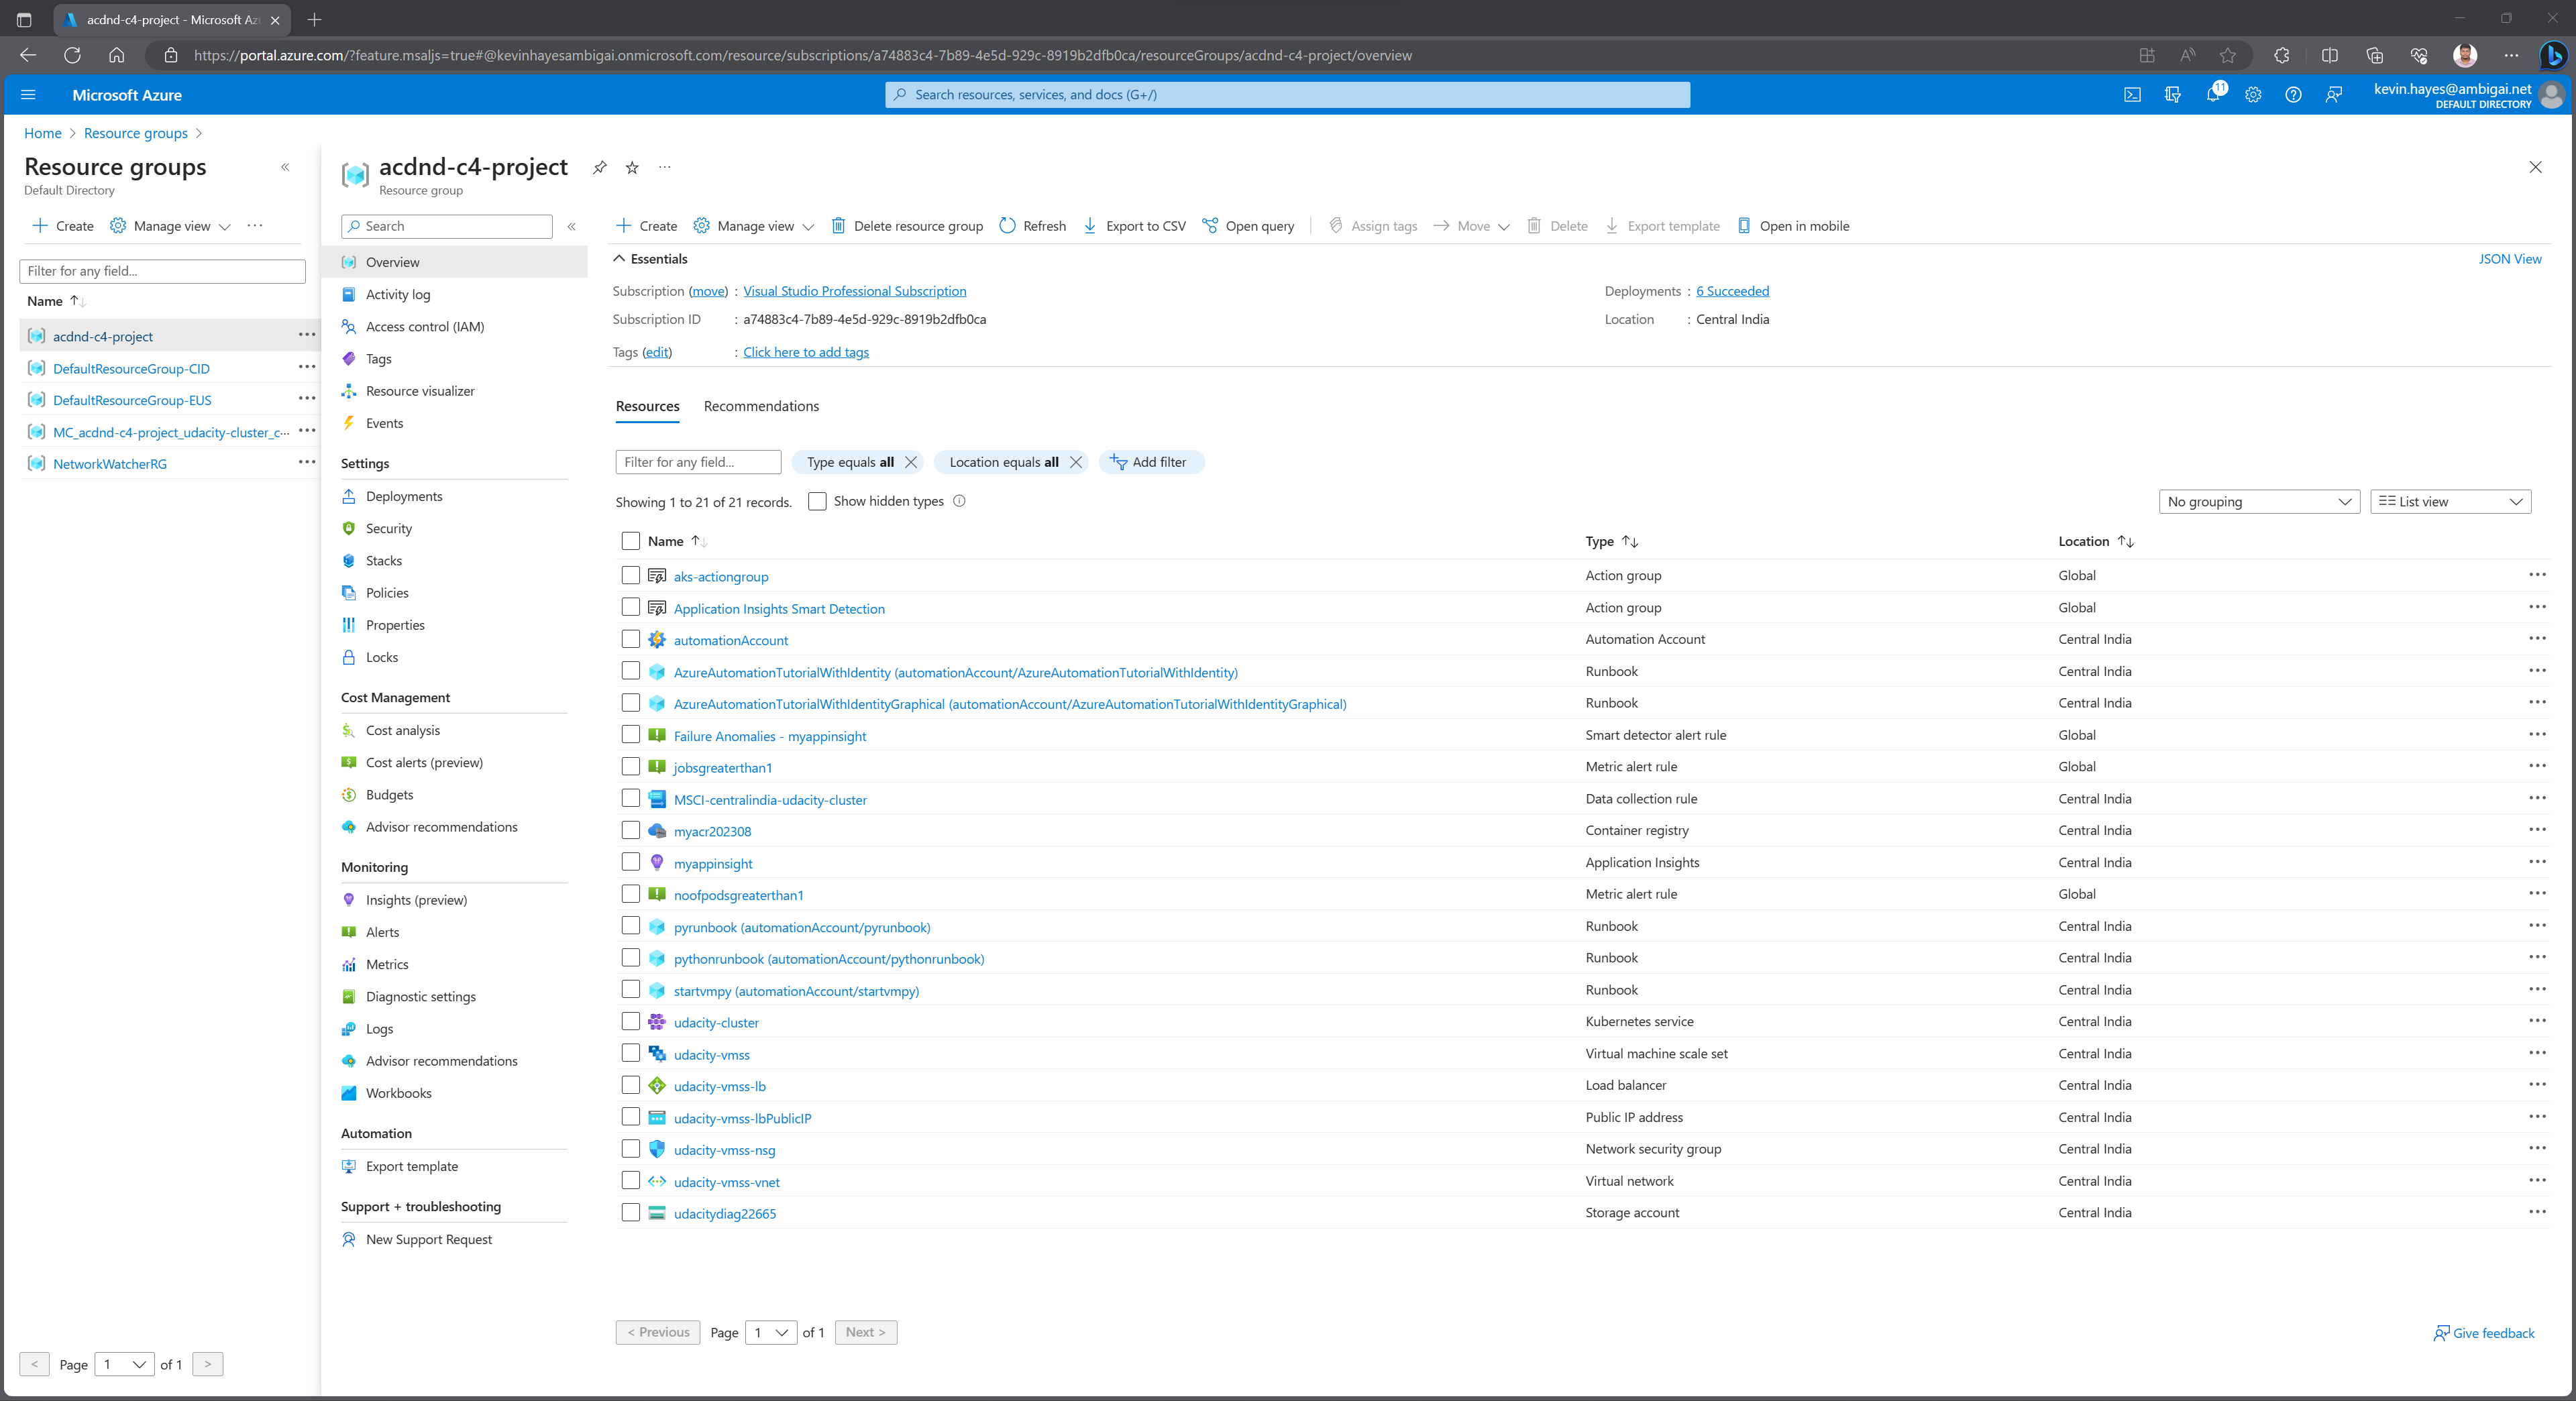 acdnd-c4-project - Microsoft Az
https://portal.azure.com/?feature.msaljs=true#@kevinhayesambigai.onmicrosoft.com/resource/subscriptions/a74883c4-7b89-4e5d-929c-8919b2dfb0ca/resourceGroups/acdnd-c4-project/overview
Microsoft Azure
Search resources, services, and docs (G+/)
11
kevin.hayes@ambigai.net
DEFAULT DIRECTORY
Home > Resource groups >
Resource groups
Default Directory
Create
Manage view
Filter for any field...
Name
acdnd-c4-project
DefaultResourceGroup-CID
DefaultResourceGroup-EUS
MC_acdnd-c4-project_udacity-cluster_c...
NetworkWatcherRG
< Page 1 of 1 >
acdnd-c4-project
Resource group
Search
Overview
Activity log
Access control (IAM)
Tags
Resource visualizer
Events
Settings
Deployments
Security
Stacks
Policies
Properties
Locks
Cost Management
Cost analysis
Cost alerts (preview)
Budgets
Advisor recommendations
Monitoring
Insights (preview)
Alerts
Metrics
Diagnostic settings
Logs
Advisor recommendations
Workbooks
Automation
Export template
Support + troubleshooting
New Support Request
Create Manage view Delete resource group Refresh Export to CSV Open query Assign tags Move Delete Export template Open in mobile
Essentials
JSON View
Subscription (move) : Visual Studio Professional Subscription
Deployments : 6 Succeeded
Subscription ID : a74883c4-7b89-4e5d-929c-8919b2dfb0ca
Location : Central India
Tags (edit) : Click here to add tags
Resources Recommendations
Filter for any field... Type equals all Location equals all Add filter
Showing 1 to 21 of 21 records. Show hidden types
No grouping
List view
Name Type Location
aks-actiongroup Action group Global
Application Insights Smart Detection Action group Global
automationAccount Automation Account Central India
AzureAutomationTutorialWithIdentity (automationAccount/AzureAutomationTutorialWithIdentity) Runbook Central India
AzureAutomationTutorialWithIdentityGraphical (automationAccount/AzureAutomationTutorialWithIdentityGraphical) Runbook Central India
Failure Anomalies - myappinsight Smart detector alert rule Global
jobsgreaterthan1 Metric alert rule Global
MSCI-centralindia-udacity-cluster Data collection rule Central India
myacr202308 Container registry Central India
myappinsight Application Insights Central India
noofpodsgreaterthan1 Metric alert rule Global
pyrunbook (automationAccount/pyrunbook) Runbook Central India
pythonrunbook (automationAccount/pythonrunbook) Runbook Central India
startvmpy (automationAccount/startvmpy) Runbook Central India
udacity-cluster Kubernetes service Central India
udacity-vmss Virtual machine scale set Central India
udacity-vmss-lb Load balancer Central India
udacity-vmss-lbPublicIP Public IP address Central India
udacity-vmss-nsg Network security group Central India
udacity-vmss-vnet Virtual network Central India
udacitydiag22665 Storage account Central India
< Previous Page 1 of 1 Next >
Give feedback